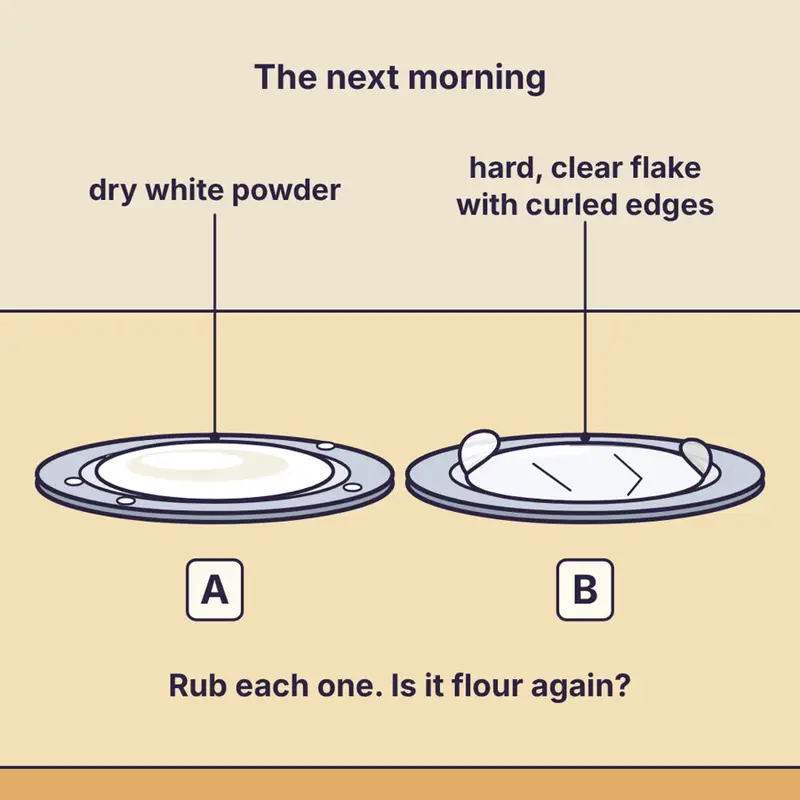 The next morning
dry white powder
hard, clear flake
with curled edges
A
B
Rub each one. Is it flour again?